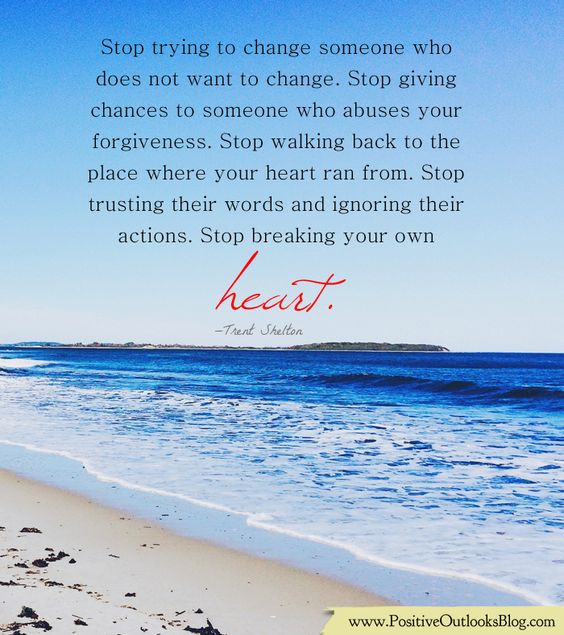 Stop trying to change someone who
does not want to change. Stop giving
chances to someone who abuses your
forgiveness. Stop walking back to the
place where your heart ran from. Stop
trusting their words and ignoring their
actions. Stop breaking your own
heart.
–Trent Shelton
www.PositiveOutlooksBlog.com